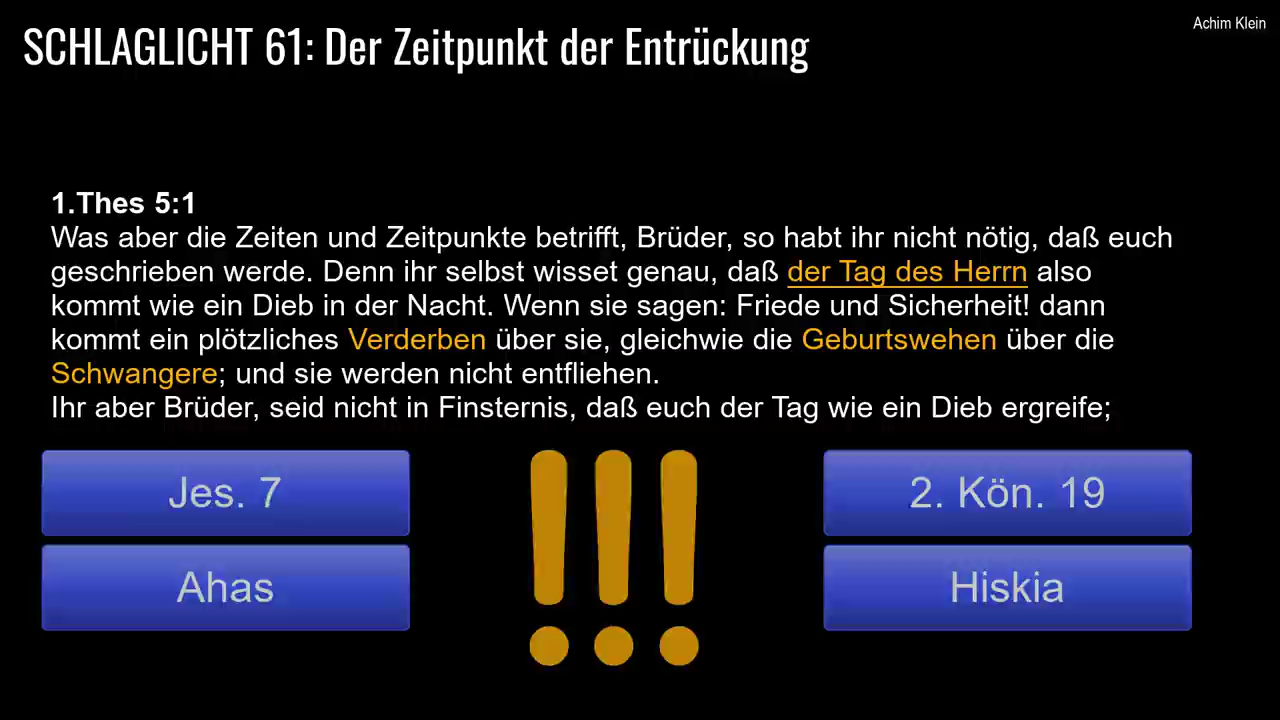 Achim Klein
SCHLAGLICHT 61: Der Zeitpunkt der Entrückung
1.Thes 5:1
Was aber die Zeiten und Zeitpunkte betrifft, Brüder, so habt ihr nicht nötig, daß euch
geschrieben werde. Denn ihr selbst wisset genau, daß der Tag des Herrn also
kommt wie ein Dieb in der Nacht. Wenn sie sagen: Friede und Sicherheit! dann
kommt ein plötzliches Verderben über sie, gleichwie die Geburtswehen über die
Schwangere; und sie werden nicht entfliehen.
Ihr aber Brüder, seid nicht in Finsternis, daß euch der Tag wie ein Dieb ergreife;
Jes. 7
!!!
2. Kön. 19
Ahas
Hiskia